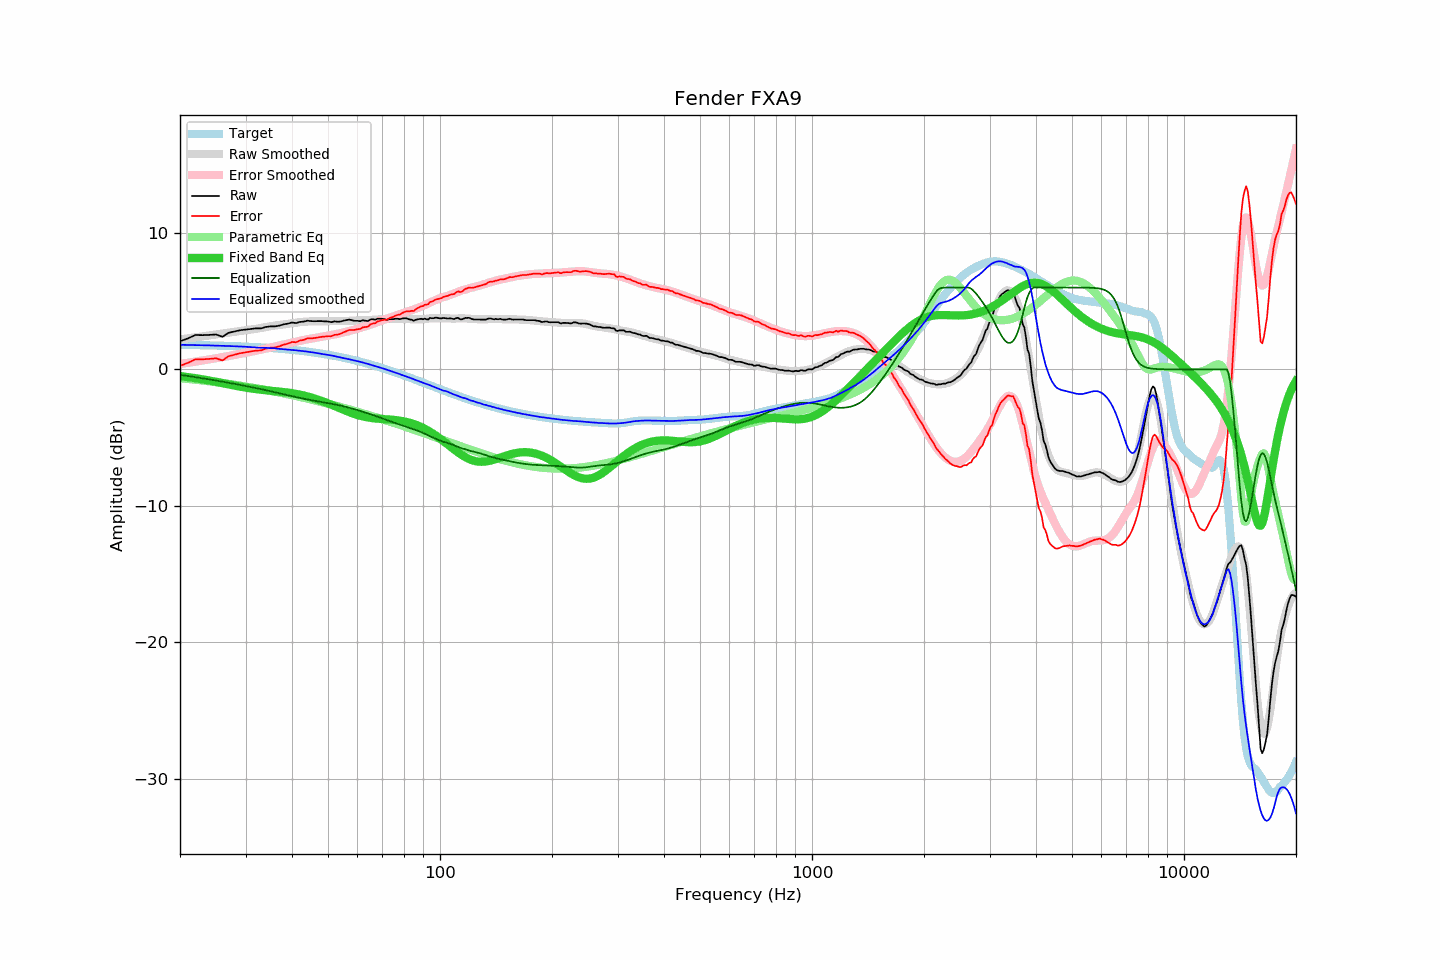 Fender FXA9
Target
Raw Smoothed
Error Smoothed
Raw
Error
Parametric Eq
Fixed Band Eq
Equalization
Equalized smoothed
10
0
−10
−20
−30
Amplitude (dBr)
100
1000
10000
Frequency (Hz)